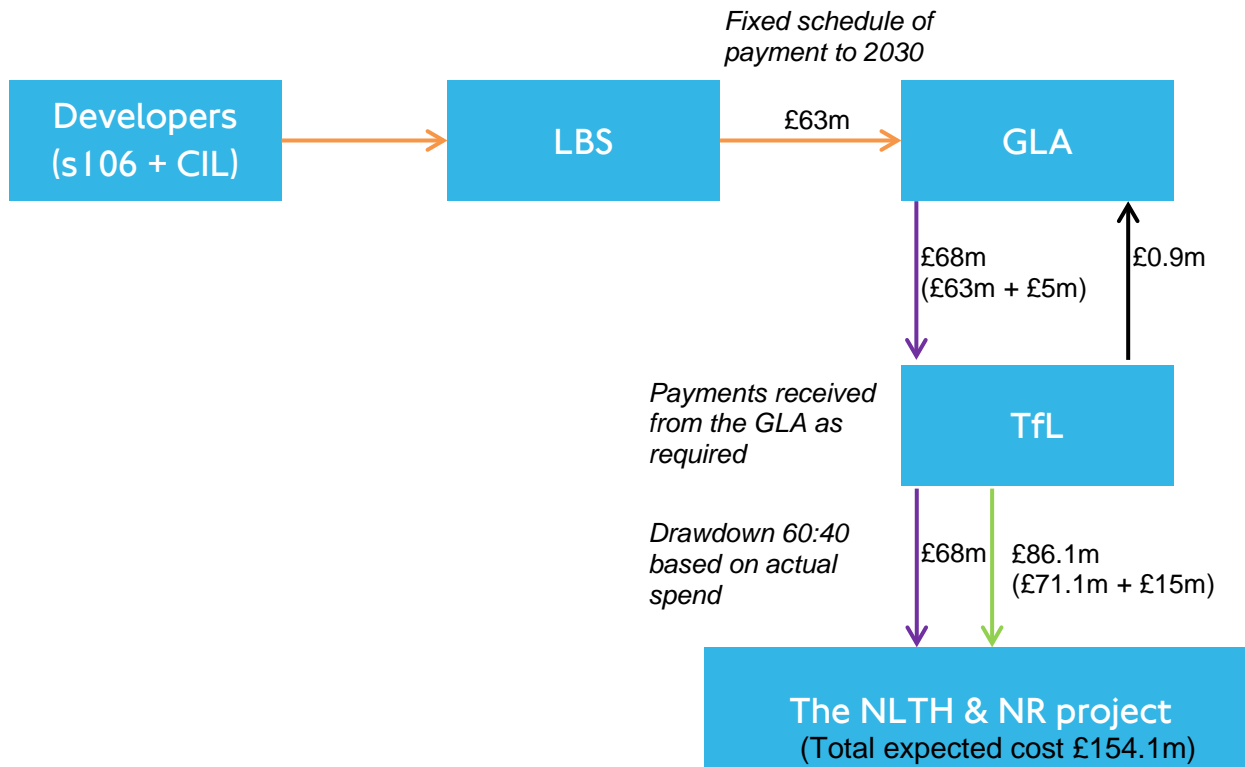 Fixed schedule of
payment to 2030
Developers
(s106 + CIL)
LBS
£63m
GLA
£68m
(£63m + £5m)
£0.9m
Payments received
from the GLA as
required
TfL
Drawdown 60:40
based on actual
spend
£68m
£86.1m
(£71.1m + £15m)
The NLTH & NR project
(Total expected cost £154.1m)